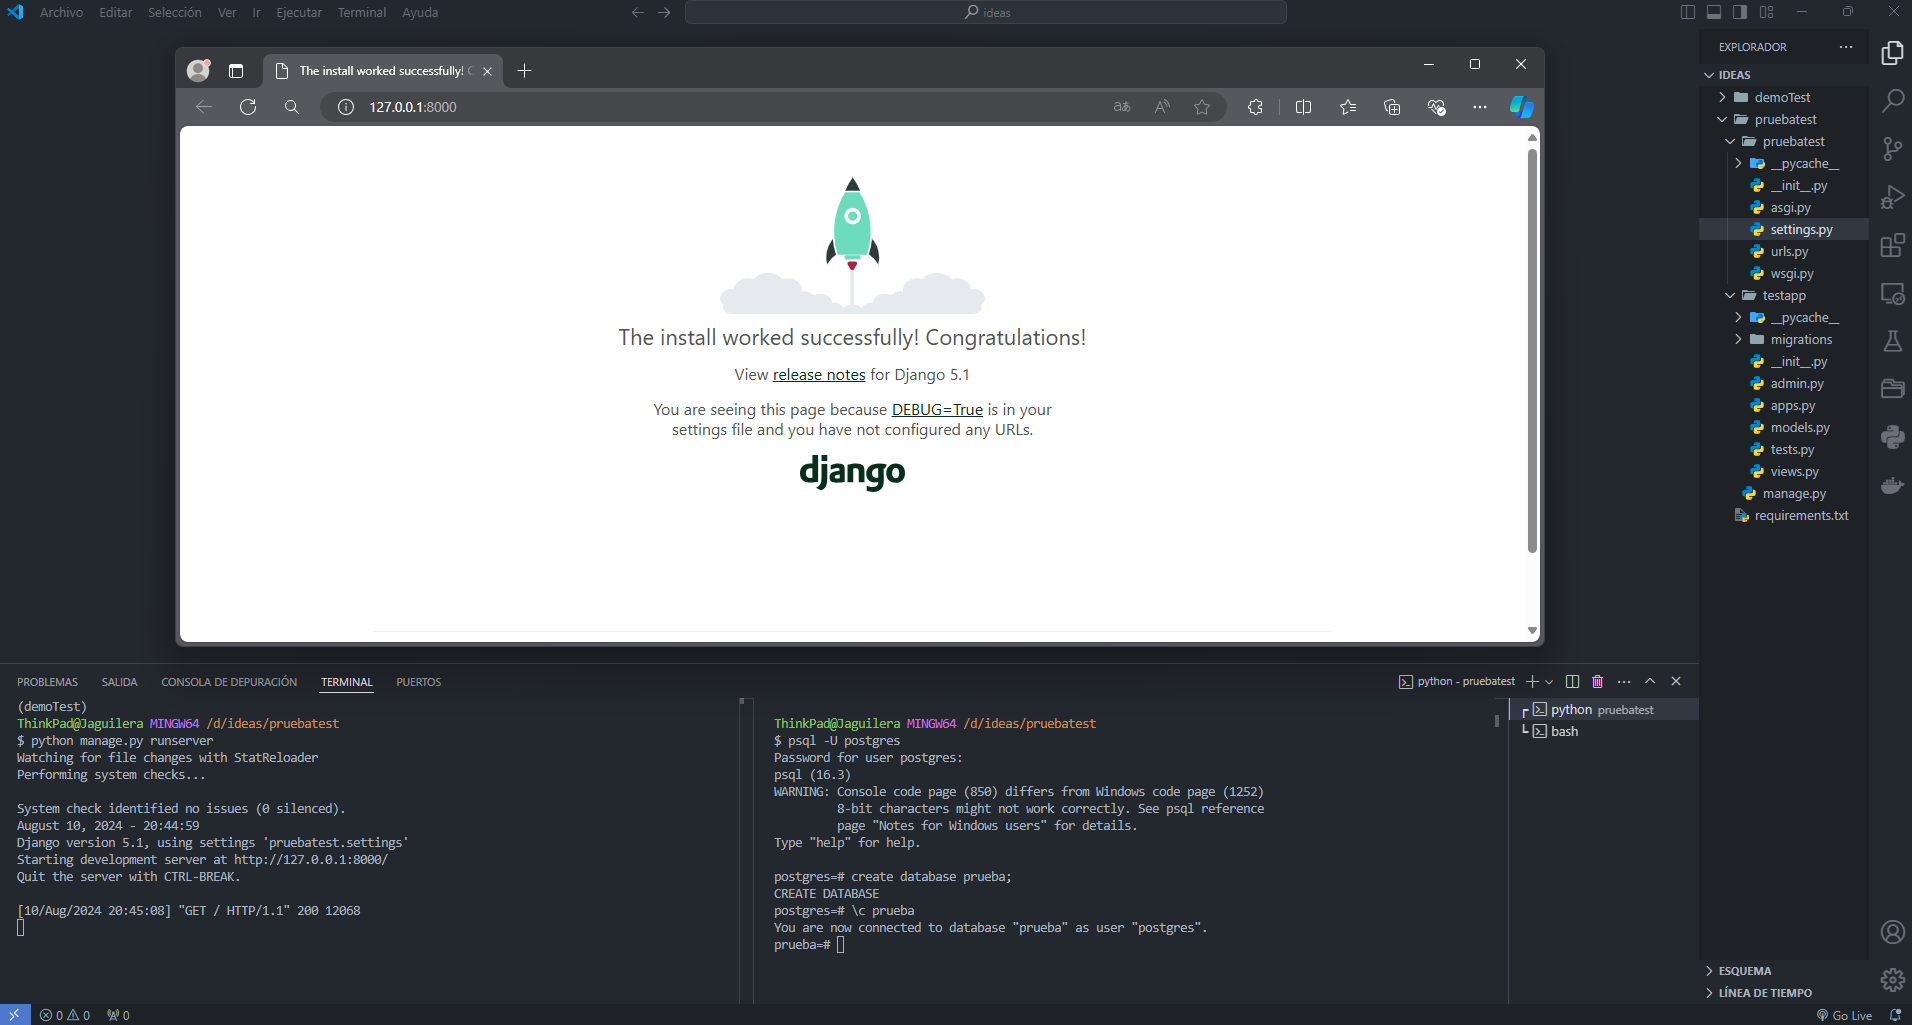 Archivo Editar Selección Ver Ir Ejecutar Terminal Ayuda
ideas
The install worked successfully!
127.0.0.1:8000
The install worked successfully! Congratulations!
View release notes for Django 5.1
You are seeing this page because DEBUG=True is in your
settings file and you have not configured any URLs.
django
EXPLORADOR
IDEAS
demoTest
pruebatest
pruebatest
__pycache__
__init__.py
asgi.py
settings.py
urls.py
wsgi.py
testapp
__pycache__
migrations
__init__.py
admin.py
apps.py
models.py
tests.py
views.py
manage.py
requirements.txt
ESQUEMA
LÍNEA DE TIEMPO
PROBLEMAS SALIDA CONSOLA DE DEPURACIÓN TERMINAL PUERTOS
python - pruebatest
(demoTest)
ThinkPad@Jaguilera MINGW64 /d/ideas/pruebatest
$ python manage.py runserver
Watching for file changes with StatReloader
Performing system checks...
System check identified no issues (0 silenced).
August 10, 2024 - 20:44:59
Django version 5.1, using settings 'pruebatest.settings'
Starting development server at http://127.0.0.1:8000/
Quit the server with CTRL-BREAK.
[10/Aug/2024 20:45:08] "GET / HTTP/1.1" 200 12068
ThinkPad@Jaguilera MINGW64 /d/ideas/pruebatest
$ psql -U postgres
Password for user postgres:
psql (16.3)
WARNING: Console code page (850) differs from Windows code page (1252)
8-bit characters might not work correctly. See psql reference
page "Notes for Windows users" for details.
Type "help" for help.
postgres=# create database prueba;
CREATE DATABASE
postgres=# \c prueba
You are now connected to database "prueba" as user "postgres".
prueba=#
python pruebatest
bash
0 0 0
Go Live